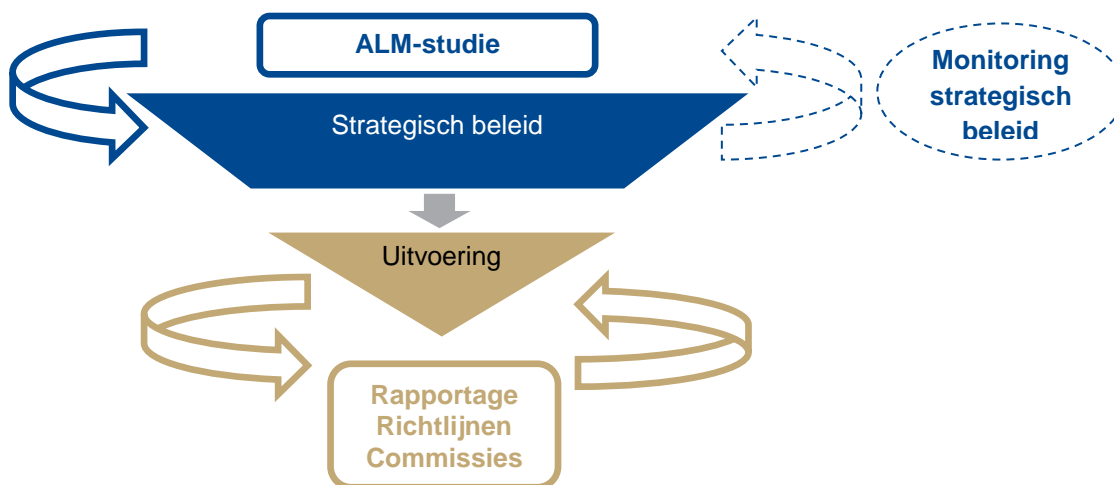 ALM-studie
Monitoring
strategisch
beleid
Strategisch beleid
Uitvoering
Rapportage
Richtlijnen
Commissies